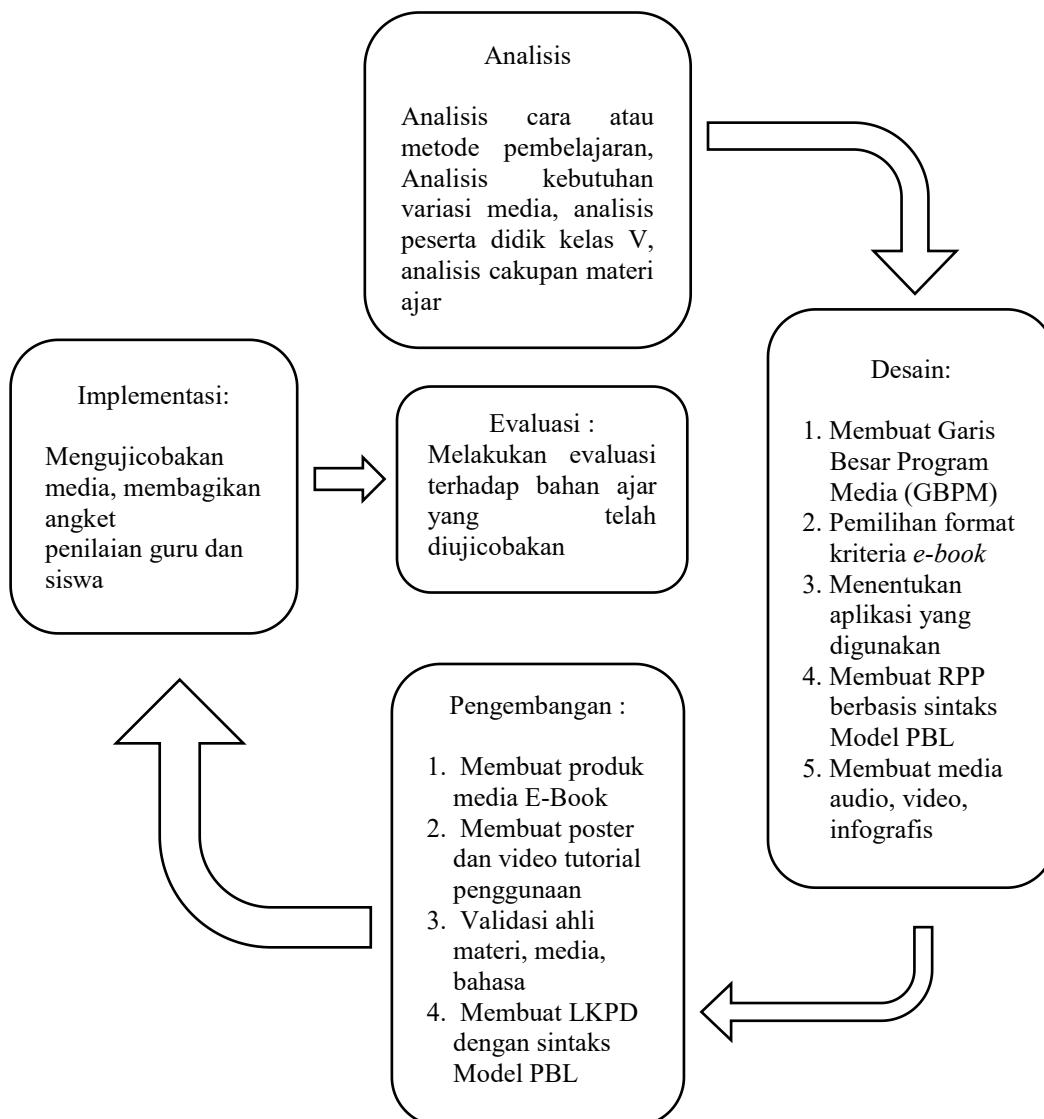 Analisis
Analisis cara atau
metode pembelajaran,
Analisis kebutuhan
variasi media, analisis
peserta didik kelas V,
analisis cakupan materi
ajar
Desain:
1. Membuat Garis
Besar Program
Media (GBPM)
2. Pemilihan format
kriteria e-book
3. Menentukan
aplikasi yang
digunakan
4. Membuat RPP
berbasis sintaks
Model PBL
5. Membuat media
audio, video,
infografis
Pengembangan :
1. Membuat produk
media E-Book
2. Membuat poster
dan video tutorial
penggunaan
3. Validasi ahli
materi, media,
bahasa
4. Membuat LKPD
dengan sintaks
Model PBL
Implementasi:
Mengujicobakan
media, membagikan
angket
penilaian guru dan
siswa
Evaluasi :
Melakukan evaluasi
terhadap bahan ajar
yang telah
diujicobakan